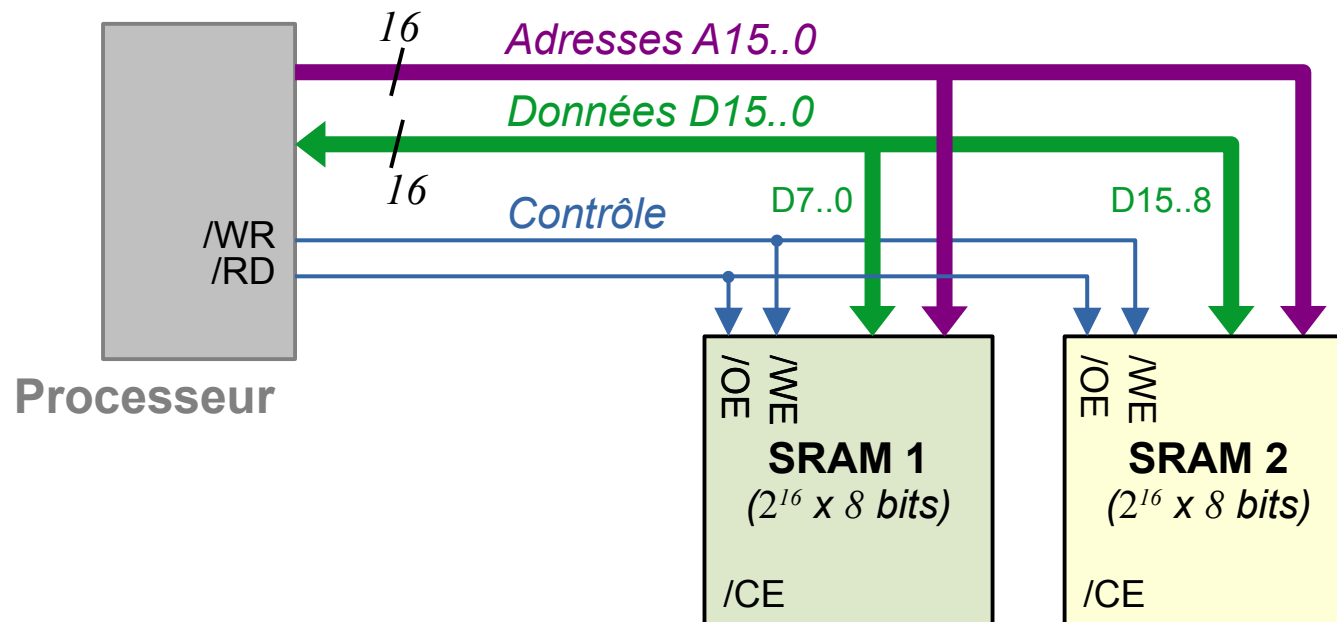 16
Adresses A15..0
Données D15..0
16
D7..0
D15..8
Contrôle
/WR
/RD
Processeur
/OE
/WE
/OE
/WE
SRAM 1
(2¹⁶ x 8 bits)
SRAM 2
(2¹⁶ x 8 bits)
/CE
/CE